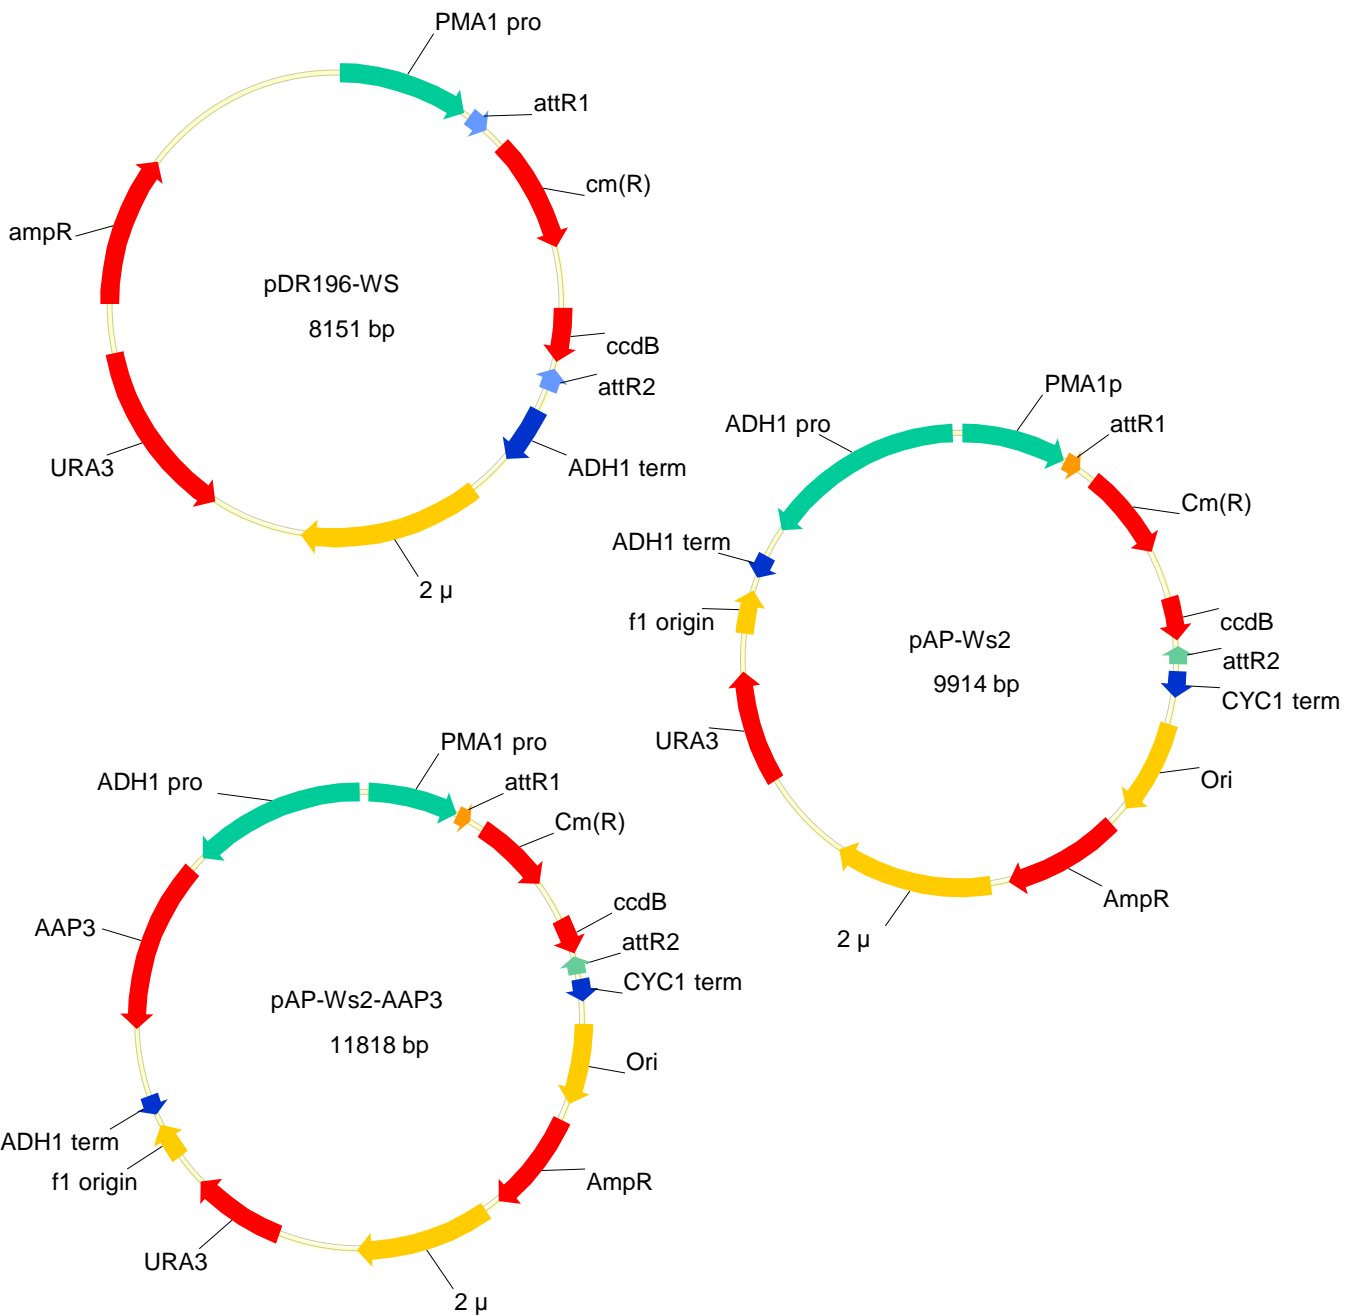 PMA1 pro
attR1
cm(R)
ampR
pDR196-WS
8151 bp
ccdB
attR2
ADH1 term
URA3
2 µ
PMA1p
ADH1 pro
attR1
Cm(R)
ADH1 term
f1 origin
ccdB
pAP-Ws2
attR2
9914 bp
CYC1 term
URA3
Ori
AmpR
2 µ
PMA1 pro
ADH1 pro
attR1
Cm(R)
ccdB
AAP3
attR2
CYC1 term
pAP-Ws2-AAP3
11818 bp
Ori
ADH1 term
f1 origin
AmpR
URA3
2 µ